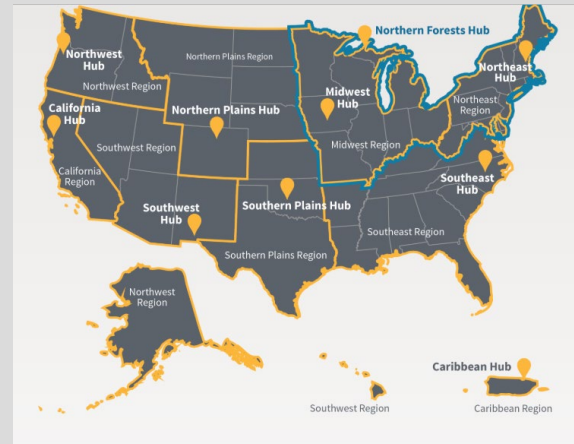 Northern Forests Hub
Northwest
Hub
Northwest Region
Northern Plains Region
Northeast
Hub
Northeast
Region
California
Hub
California
Region
Northern Plains Hub
Midwest
Hub
Midwest Region
Southwest Region
Southwest
Hub
Southern Plains Hub
Southern Plains Region
Southeast
Hub
Southeast Region
Northwest
Region
Southwest Region
Caribbean Hub
Caribbean Region